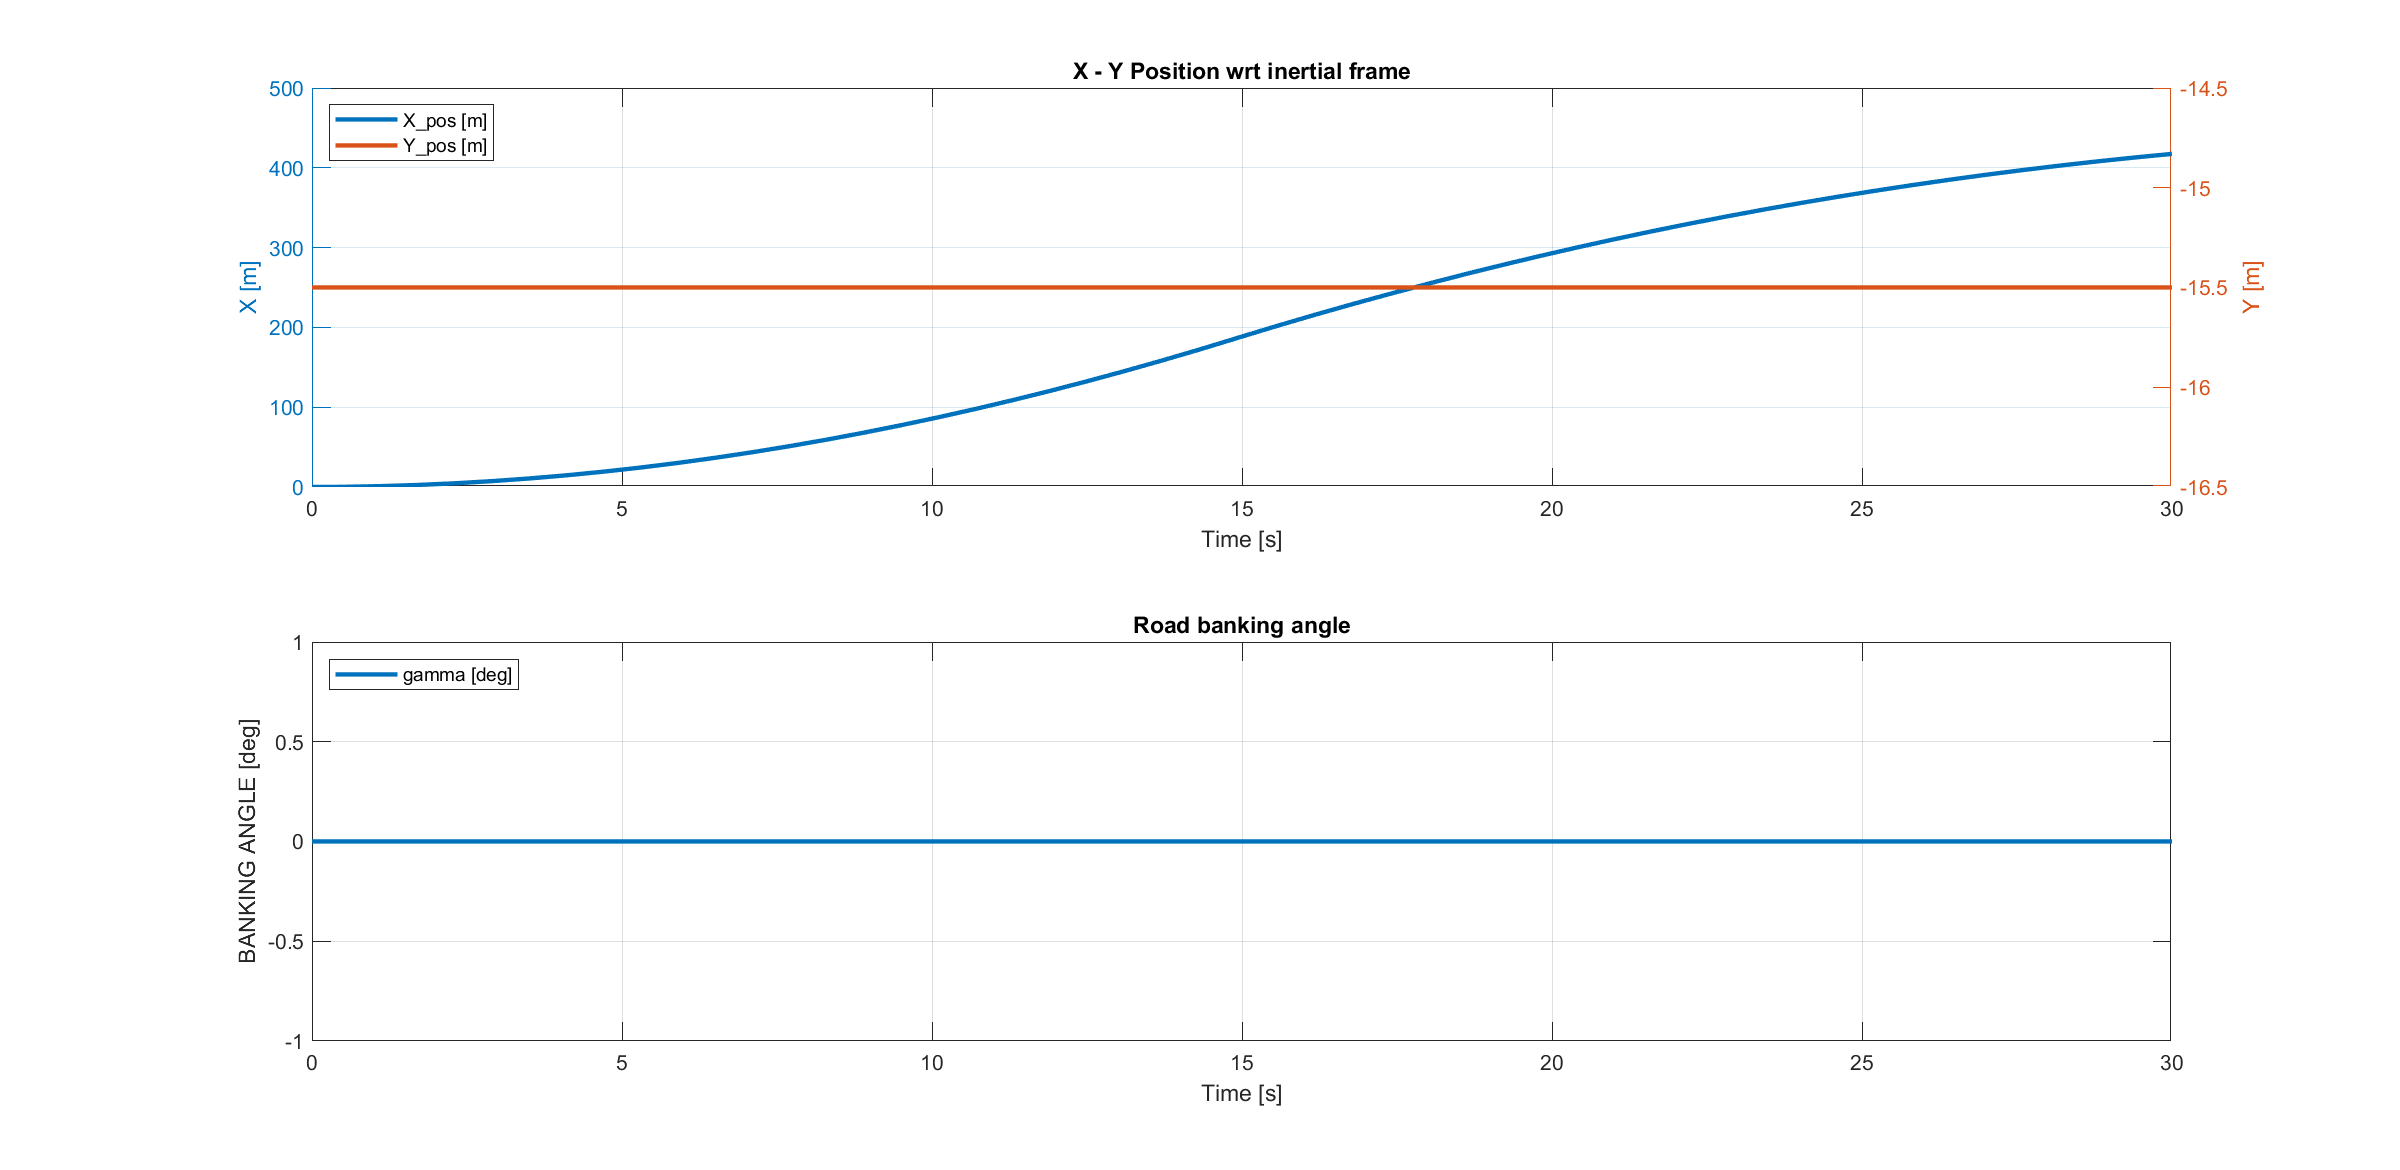 X - Y Position wrt inertial frame
X_pos [m]
Y_pos [m]
500
400
300
200
100
0
X [m]
-14.5
-15
-15.5
-16
-16.5
Y [m]
0 5 10 15 20 25 30
Time [s]
Road banking angle
gamma [deg]
1
0.5
0
-0.5
-1
BANKING ANGLE [deg]
0 5 10 15 20 25 30
Time [s]